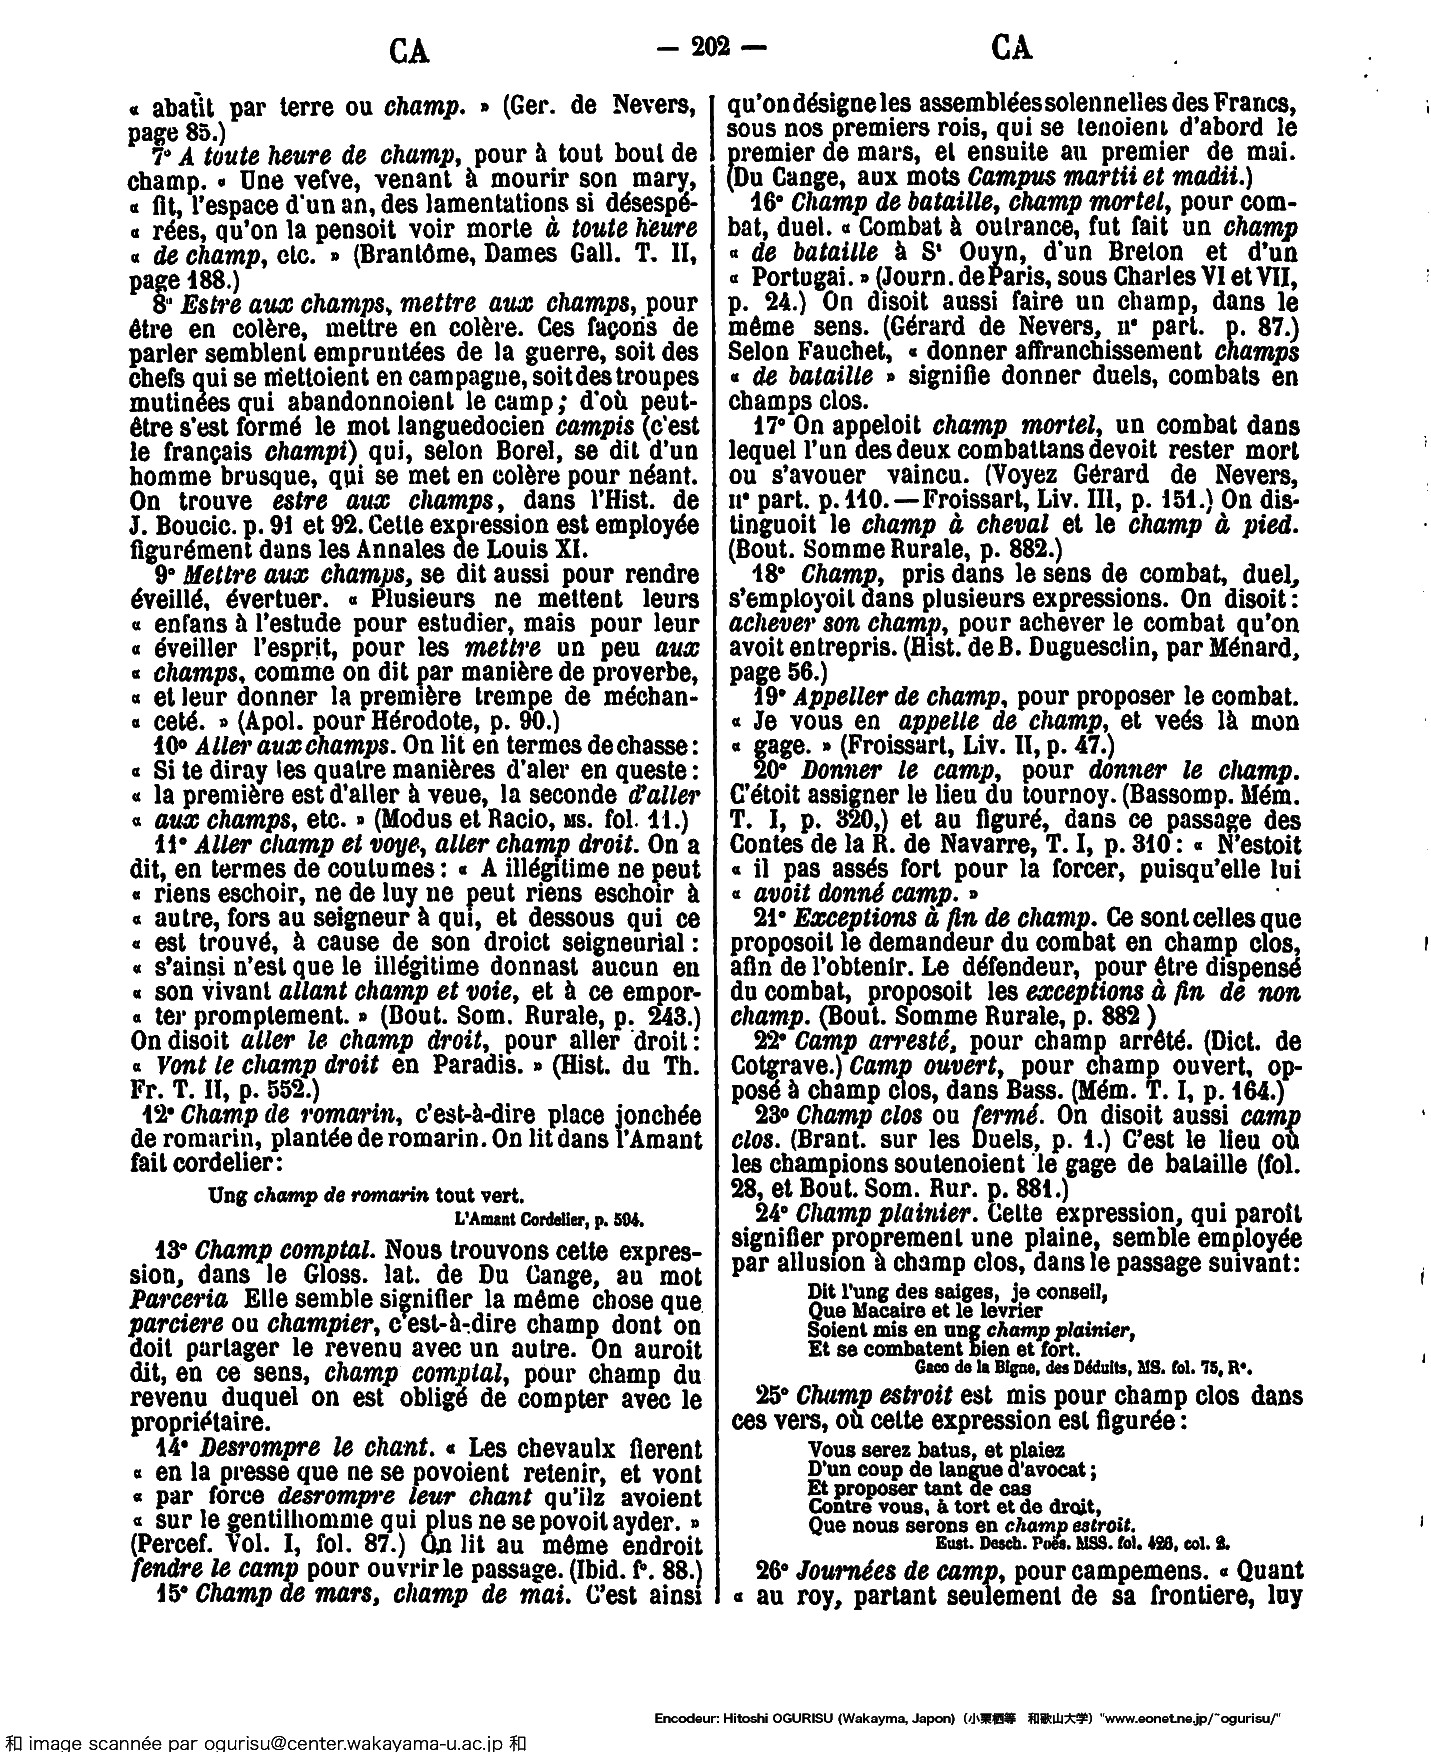 CA — 202 — CA
« abatit par terre ou champ. » (Ger. de Nevers,
page 85.)
7° A toute heure de champ, pour à tout bout de
champ. « Une vefve, venant à mourir son mary,
« fit, l'espace d'un an, des lamentations si désespé-
« rées, qu'on la pensoit voir morte à toute heure
« de champ, etc. » (Brantôme, Dames Gall. T. II,
page 188.)
8° Estre aux champs, mettre aux champs, pour
être en colère, mettre en colère. Ces façons de
parler semblent empruntées de la guerre, soit des
chefs qui se mettoient en campagne, soit des troupes
mutinées qui abandonnoient le camp; d'où peut-
être s'est formé le mot languedocien campis (c'est
le français champi) qui, selon Borel, se dit d'un
homme brusque, qui se met en colère pour néant.
On trouve estre aux champs, dans l'Hist. de
J. Boucic. p. 91 et 92. Cette expression est employée
figurément dans les Annales de Louis XI.
9° Mettre aux champs, se dit aussi pour rendre
éveillé, évertuer. « Plusieurs ne mettent leurs
« enfans à l'estude pour estudier, mais pour leur
« éveiller l'esprit, pour les mettre un peu aux
« champs, comme on dit par manière de proverbe,
« et leur donner la première trempe de méchan-
« ceté. » (Apol. pour Hérodote, p. 90.)
10° Aller aux champs. On lit en termes de chasse:
« Si te diray les quatre manières d'aler en queste:
« la première est d'aller à veue, la seconde d'aller
« aux champs, etc. » (Modus et Racio, MS. fol. 11.)
11° Aller champ et voye, aller champ droit. On a
dit, en termes de coutumes: « A illégitime ne peut
« riens eschoir, ne de luy ne peut riens eschoir à
« autre, fors au seigneur à qui, et dessous qui ce
« est trouvé, à cause de son droict seigneurial:
« s'ainsi n'est que le illégitime donnast aucun en
« son vivant allant champ et voie, et à ce empor-
« ter promptement. » (Bout. Som. Rurale, p. 243.)
On disoit aller le champ droit, pour aller droit:
« Vont le champ droit en Paradis. » (Hist. du Th.
Fr. T. II, p. 552.)
12° Champ de romarin, c'est-à-dire place jonchée
de romarin, plantée de romarin. On lit dans l'Amant
fait cordelier:
Ung champ de romarin tout vert.
L'Amant Cordelier, p. 594.
13° Champ comptal. Nous trouvons cette expres-
sion, dans le Gloss. lat. de Du Cange, au mot
Parceria Elle semble signifier la même chose que
parciere ou champier, c'est-à-dire champ dont on
doit partager le revenu avec un autre. On auroit
dit, en ce sens, champ comptal, pour champ du
revenu duquel on est obligé de compter avec le
propriétaire.
14° Desrompre le chant. « Les chevaulx fierent
« en la presse que ne se povoient retenir, et vont
« par force desrompre leur chant qu'ilz avoient
« sur le gentilhomme qui plus ne se povoit ayder. »
(Percef. Vol. I, fol. 87.) On lit au même endroit
fendre le camp pour ouvrir le passage. (Ibid. f°. 88.)
15° Champ de mars, champ de mai. C'est ainsi
qu'on désigne les assemblées solennelles des Francs,
sous nos premiers rois, qui se tenoient d'abord le
premier de mars, et ensuite au premier de mai.
(Du Cange, aux mots Campus martii et madii.)
16° Champ de bataille, champ mortel, pour com-
bat, duel. « Combat à outrance, fut fait un champ
« de bataille à St Ouyn, d'un Breton et d'un
« Portugai. » (Journ. de Paris, sous Charles VI et VII,
p. 24.) On disoit aussi faire un champ, dans le
même sens. (Gérard de Nevers, IIe part. p. 87.)
Selon Fauchet, « donner affranchissement champs
« de bataille » signifie donner duels, combats en
champs clos.
17° On appeloit champ mortel, un combat dans
lequel l'un des deux combattans devoit rester mort
ou s'avouer vaincu. (Voyez Gérard de Nevers,
IIe part. p. 110. — Froissart, Liv. III, p. 151.) On dis-
tinguoit le champ à cheval et le champ à pied.
(Bout. Somme Rurale, p. 882.)
18° Champ, pris dans le sens de combat, duel,
s'employoit dans plusieurs expressions. On disoit:
achever son champ, pour achever le combat qu'on
avoit entrepris. (Hist. de B. Duguesclin, par Ménard,
page 56.)
19° Appeller de champ, pour proposer le combat.
« Je vous en appelle de champ, et veés là mon
« gage. » (Froissart, Liv. II, p. 47.)
20° Donner le camp, pour donner le champ.
C'étoit assigner le lieu du tournoy. (Bassomp. Mém.
T. I, p. 320,) et au figuré, dans ce passage des
Contes de la R. de Navarre, T. I, p. 310: « N'estoit
« il pas assés fort pour la forcer, puisqu'elle lui
« avoit donné camp. »
21° Exceptions à fin de champ. Ce sont celles que
proposoit le demandeur du combat en champ clos,
afin de l'obtenir. Le défendeur, pour être dispensé
du combat, proposoit les exceptions à fin de non
champ. (Bout. Somme Rurale, p. 882 )
22° Camp arresté, pour champ arrêté. (Dict. de
Cotgrave.) Camp ouvert, pour champ ouvert, op-
posé à champ clos, dans Bass. (Mém. T. I, p. 164.)
23° Champ clos ou fermé. On disoit aussi camp
clos. (Brant. sur les Duels, p. 1.) C'est le lieu où
les champions soutenoient le gage de bataille (fol.
28, et Bout. Som. Rur. p. 881.)
24° Champ plainier. Cette expression, qui paroît
signifier proprement une plaine, semble employée
par allusion à champ clos, dans le passage suivant:
Dit l'ung des saiges, je conseil,
Que Macaire et le levrier
Soient mis en ung champ plainier,
Et se combatent bien et fort.
Gace de la Bigne, des Déduits, MS. fol. 75, R°.
25° Champ estroit est mis pour champ clos dans
ces vers, où cette expression est figurée:
Vous serez batus, et plaiez
D'un coup de langue d'avocat;
Et proposer tant de cas
Contre vous, à tort et de droit,
Que nous serons en champ estroit.
Eust. Desch. Poës. MSS. fol. 426, col. 2.
26° Journées de camp, pour campemens. « Quant
« au roy, partant seulement de sa frontiere, luy
Encodeur: Hitoshi OGURISU (Wakayma, Japon)（小栗栖等　和歌山大学）"www.eonet.ne.jp/~ogurisu/"
和 image scannée par ogurisu@center.wakayama-u.ac.jp 和